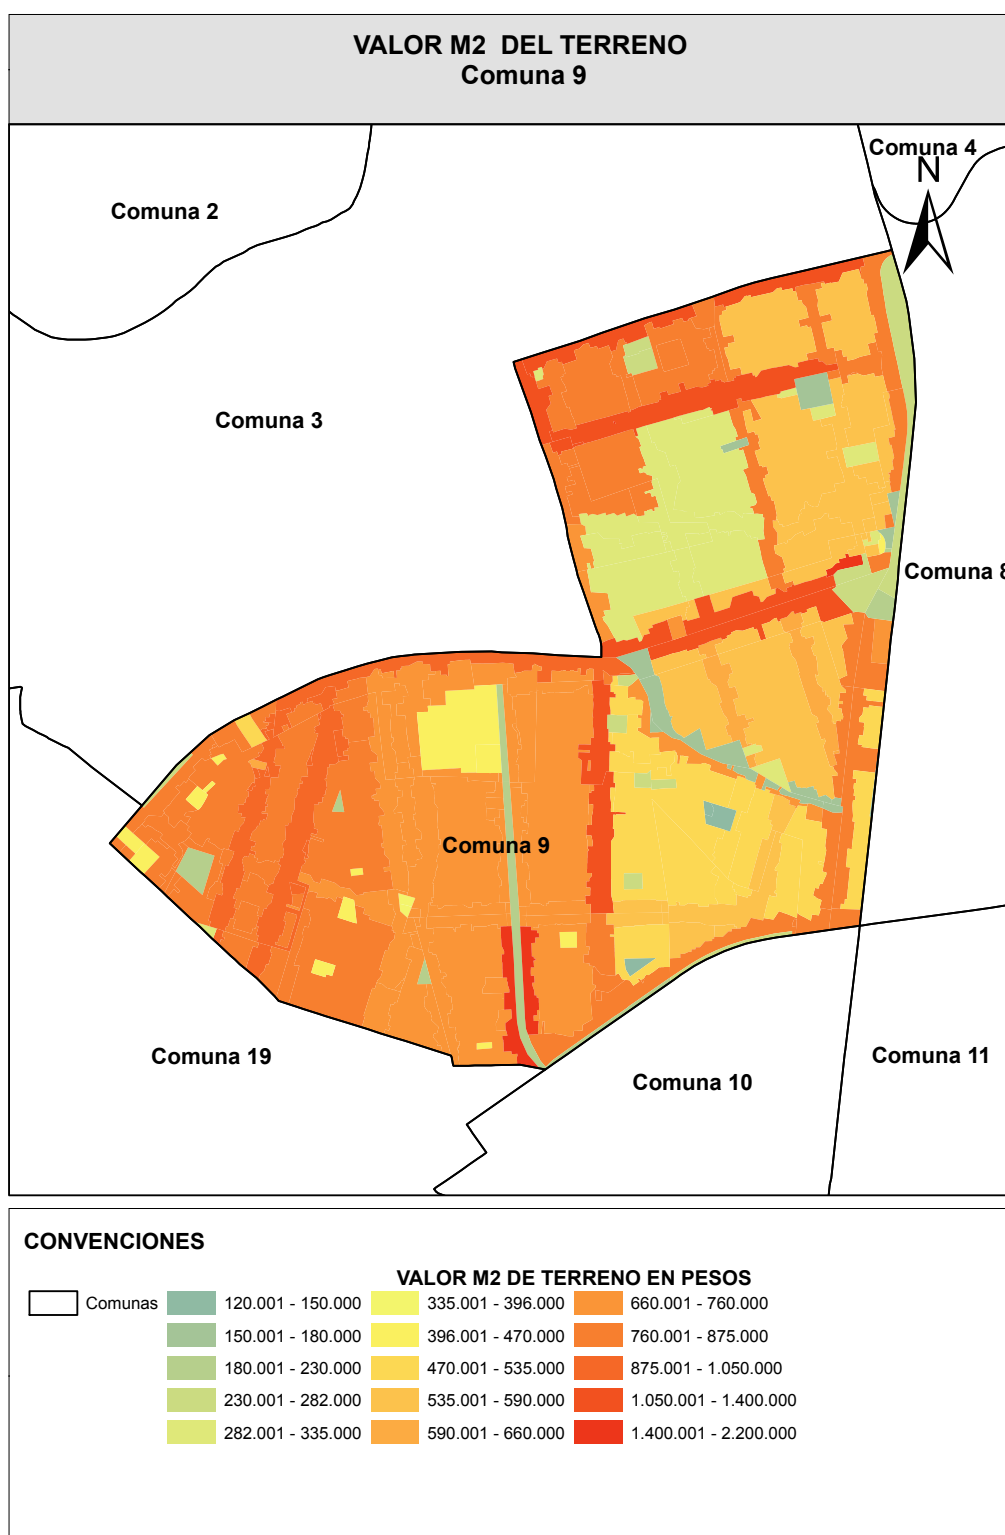 VALOR M2 DEL TERRENO
Comuna 9
Comuna 4
N
Comuna 2
Comuna 3
Comuna 8
Comuna 9
Comuna 19
Comuna 11
Comuna 10
CONVENCIONES
VALOR M2 DE TERRENO EN PESOS
Comunas
120.001 - 150.000
150.001 - 180.000
180.001 - 230.000
230.001 - 282.000
282.001 - 335.000
335.001 - 396.000
396.001 - 470.000
470.001 - 535.000
535.001 - 590.000
590.001 - 660.000
660.001 - 760.000
760.001 - 875.000
875.001 - 1.050.000
1.050.001 - 1.400.000
1.400.001 - 2.200.000